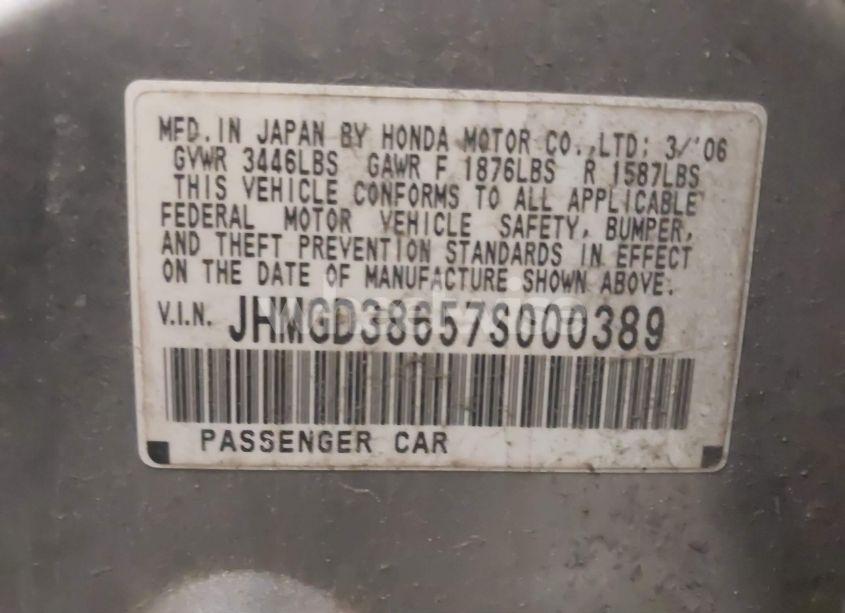 MFD. IN JAPAN BY HONDA MOTOR CO., LTD: 3/'06
GVWR 3446LBS GAWR F 1876LBS R 1587LBS
THIS VEHICLE CONFORMS TO ALL APPLICABLE
FEDERAL MOTOR VEHICLE SAFETY, BUMPER,
AND THEFT PREVENTION STANDARDS IN EFFECT
ON THE DATE OF MANUFACTURE SHOWN ABOVE.
V.I.N. JHMGD38657S000389
PASSENGER CAR